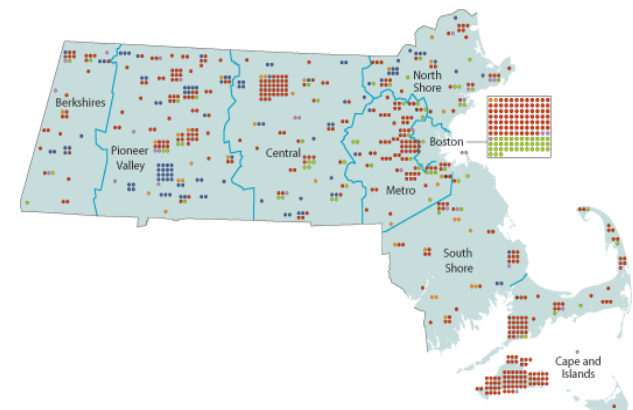 North
Shore
Berkshires
Boston
Pioneer
Valley
Central
Metro
South
Shore
Cape and
Islands